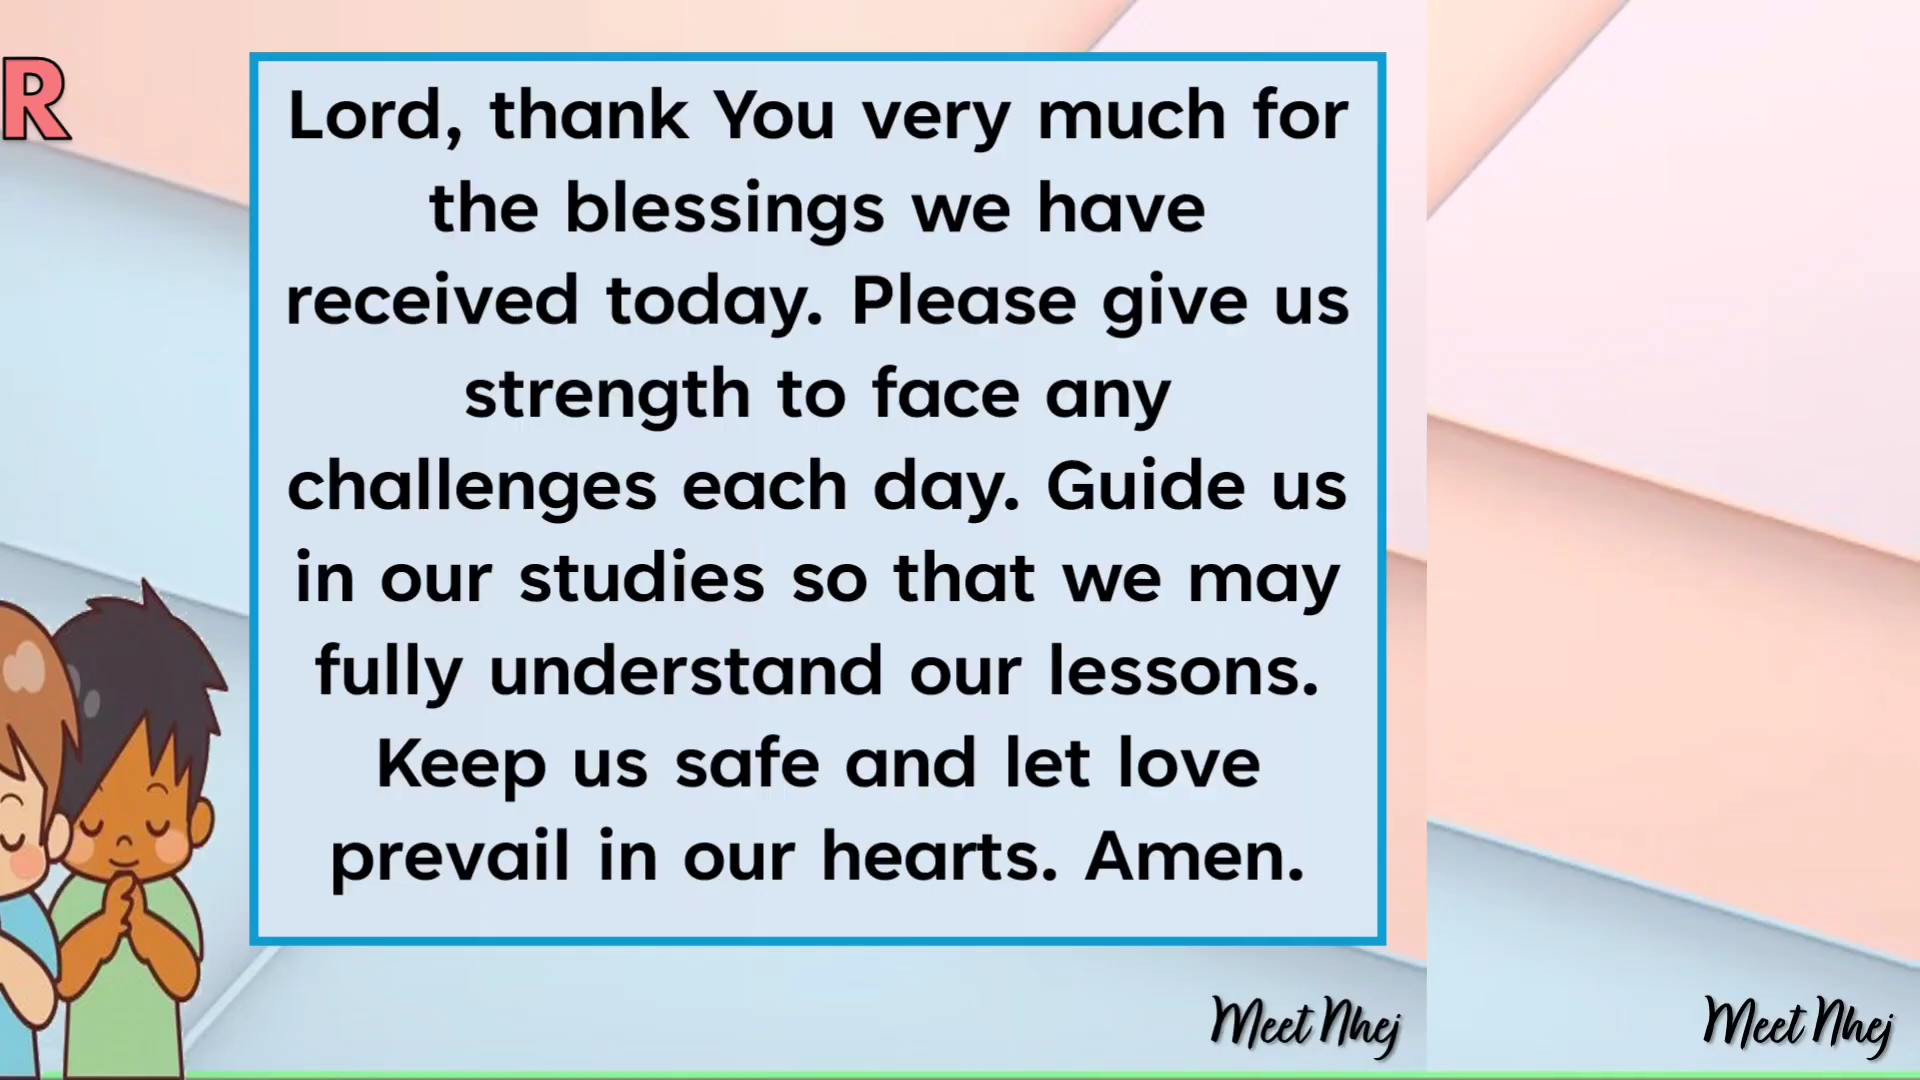 R
Lord, thank You very much for
the blessings we have
received today. Please give us
strength to face any
challenges each day. Guide us
in our studies so that we may
fully understand our lessons.
Keep us safe and let love
prevail in our hearts. Amen.
Meet Nhej
Meet Nhej